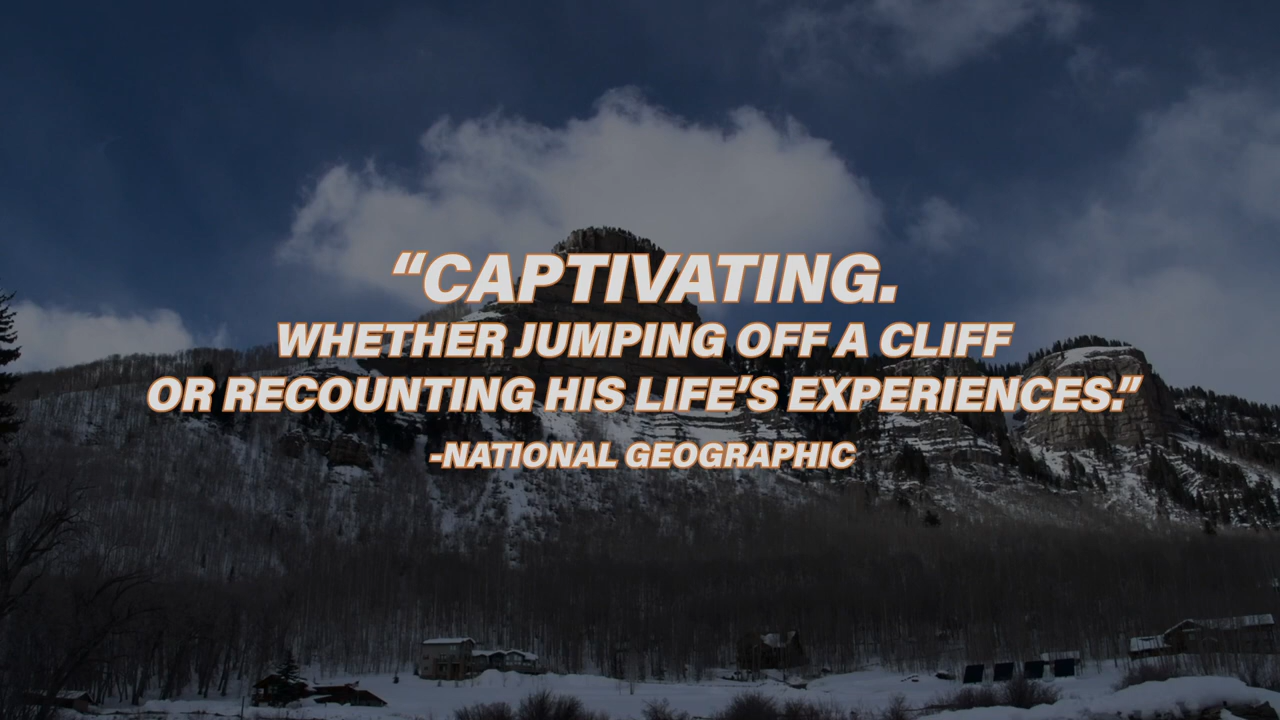 “CAPTIVATING.
WHETHER JUMPING OFF A CLIFF
OR RECOUNTING HIS LIFE’S EXPERIENCES.”
-NATIONAL GEOGRAPHIC